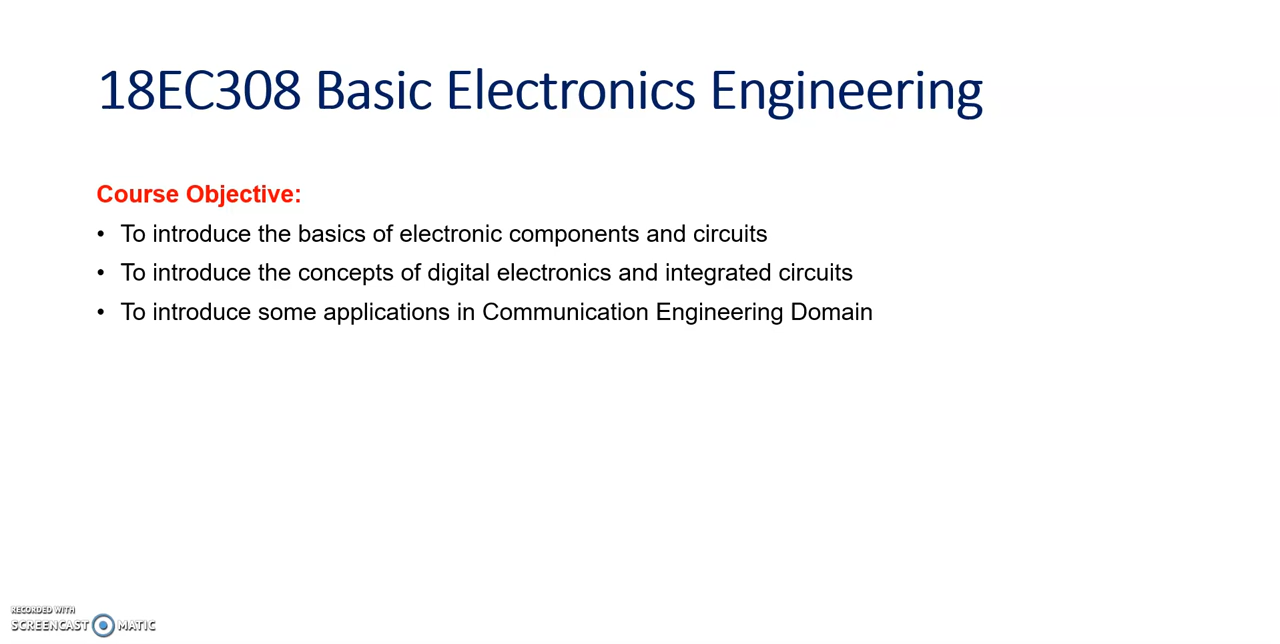 18EC308 Basic Electronics Engineering
Course Objective:
• To introduce the basics of electronic components and circuits
• To introduce the concepts of digital electronics and integrated circuits
• To introduce some applications in Communication Engineering Domain
RECORDED WITH
SCREENCAST MATIC